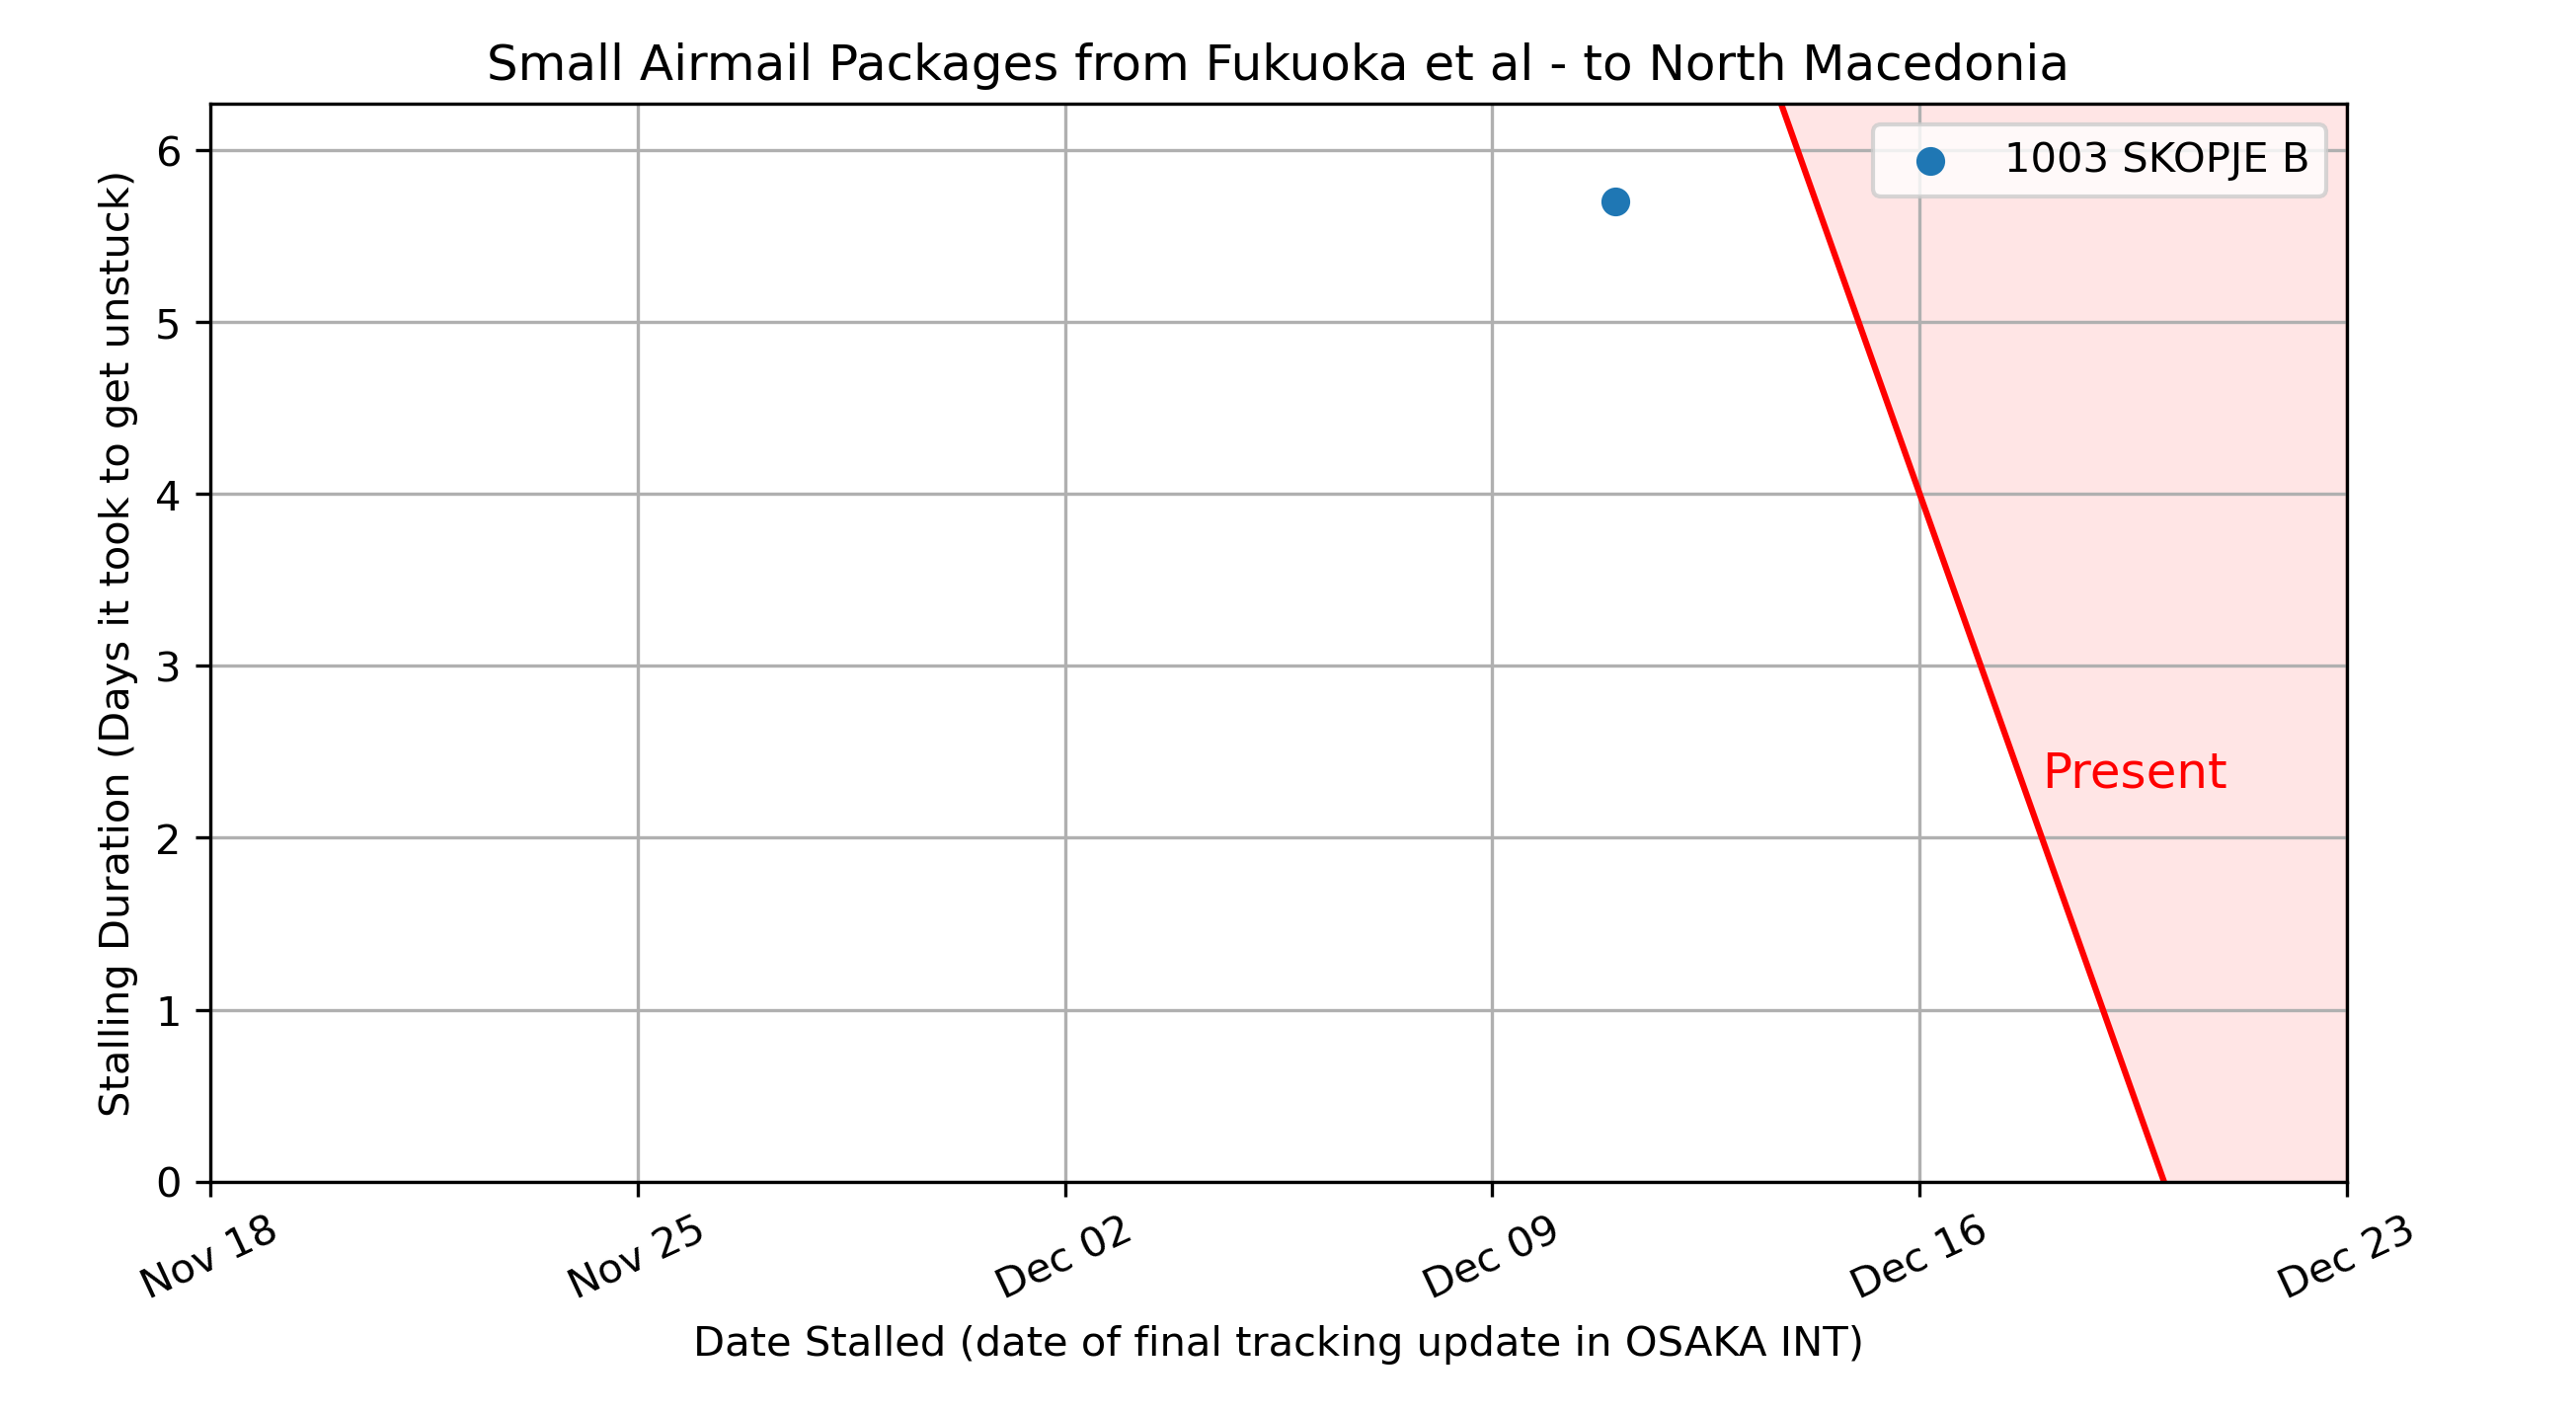 Small Airmail Packages from Fukuoka et al - to North Macedonia
Stalling Duration (Days it took to get unstuck)
6
5
4
3
2
1
0
1003 SKOPJE B
Present
Nov 18
Nov 25
Dec 02
Dec 09
Dec 16
Dec 23
Date Stalled (date of final tracking update in OSAKA INT)